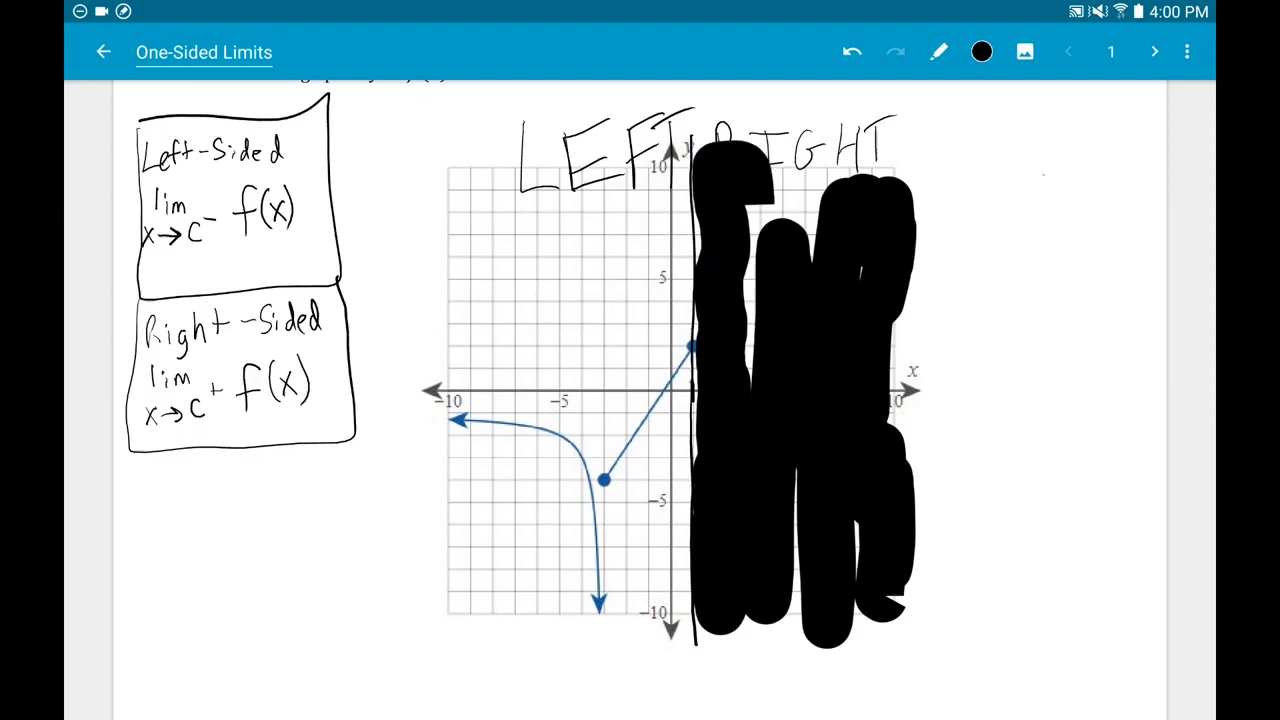 4:00 PM
One-Sided Limits
1
Left-Sided
lim f(x)
x→c⁻
Right-Sided
lim f(x)
x→c⁺
LEFT RIGHT
y
10
5
x
-10 -5 10
-5
-10